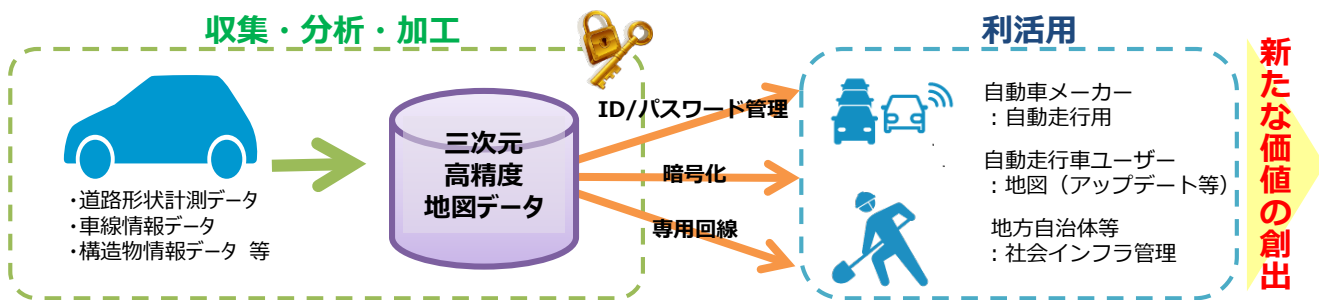 収集・分析・加工
・道路形状計測データ
・車線情報データ
・構造物情報データ 等
三次元
高精度
地図データ
ID/パスワード管理
暗号化
専用回線
利活用
自動車メーカー
：自動走行用
自動走行車ユーザー
：地図（アップデート等）
地方自治体等
：社会インフラ管理
新たな価値の創出